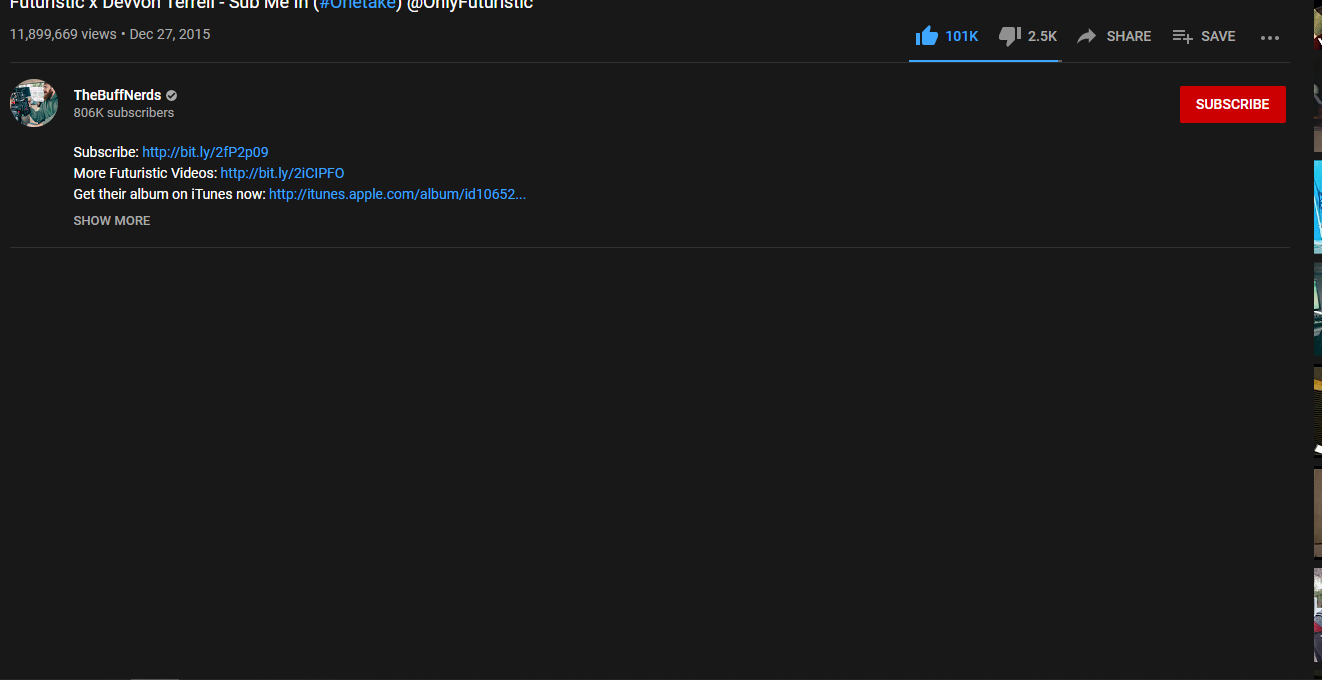 Futuristic x Devvon Terrell - Sub Me In (#Onetake) @OnlyFuturistic
11,899,669 views • Dec 27, 2015
101K 2.5K SHARE SAVE
TheBuffNerds
806K subscribers
SUBSCRIBE
Subscribe: http://bit.ly/2fP2p09
More Futuristic Videos: http://bit.ly/2iCIPFO
Get their album on iTunes now: http://itunes.apple.com/album/id10652...
SHOW MORE